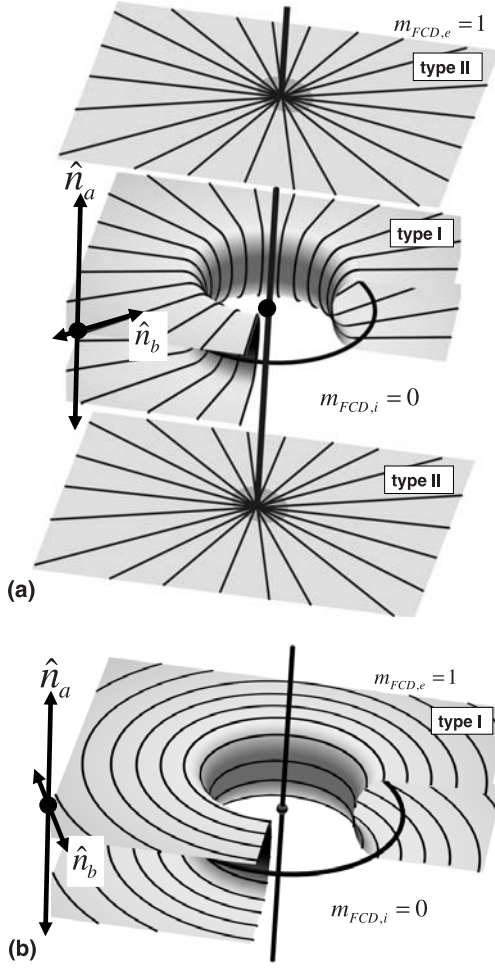 m_{FCD,e} = 1
type II
n̂_a
type I
n̂_b
m_{FCD,i} = 0
type II
(a)
n̂_a
m_{FCD,e} = 1
type I
n̂_b
m_{FCD,i} = 0
(b)